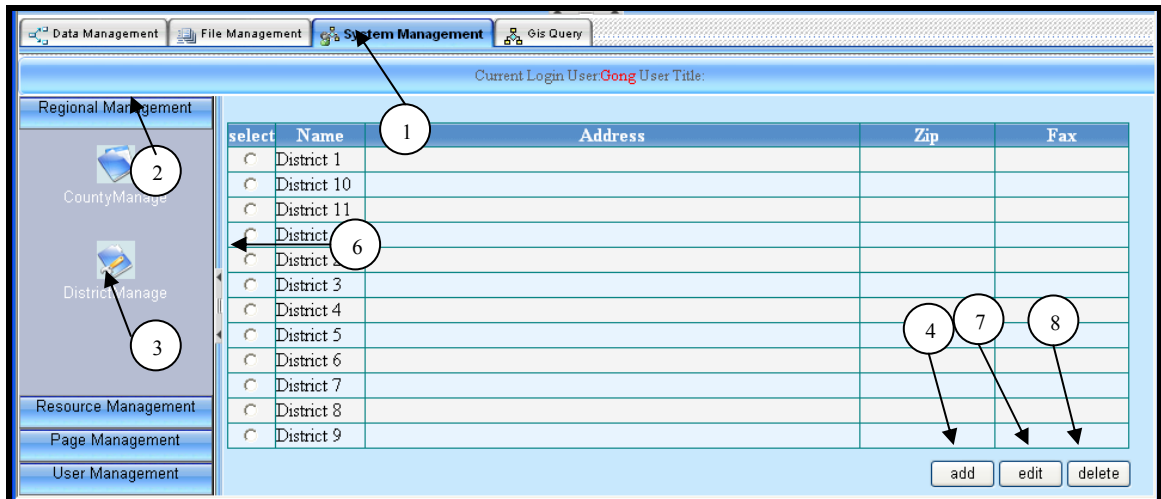 Data Management File Management System Management Gis Query
Current Login User:Gong User Title:
Regional Management
CountyManage
DistrictManage
Resource Management
Page Management
User Management
select Name Address Zip Fax
District 1
District 10
District 11
District
District
District 3
District 4
District 5
District 6
District 7
District 8
District 9
add edit delete
1
2
3
6
4
7
8